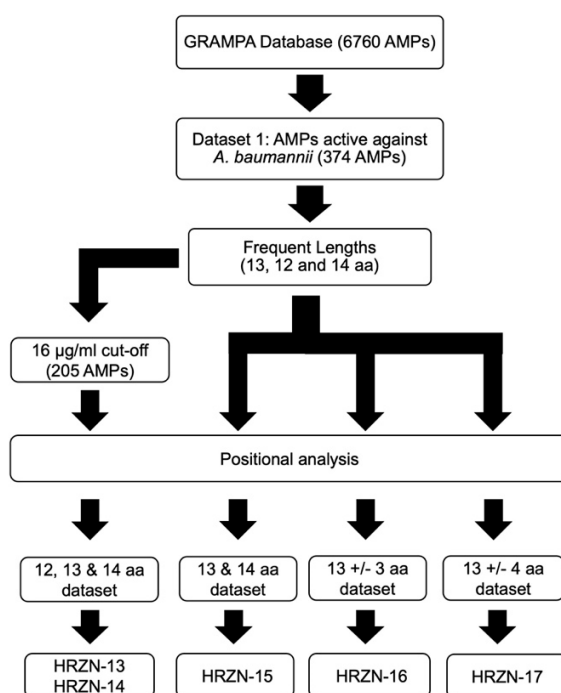 GRAMPA Database (6760 AMPs)
Dataset 1: AMPs active against
A. baumannii (374 AMPs)
Frequent Lengths
(13, 12 and 14 aa)
16 µg/ml cut-off
(205 AMPs)
Positional analysis
12, 13 & 14 aa
dataset
13 & 14 aa
dataset
13 +/- 3 aa
dataset
13 +/- 4 aa
dataset
HRZN-13
HRZN-14
HRZN-15
HRZN-16
HRZN-17